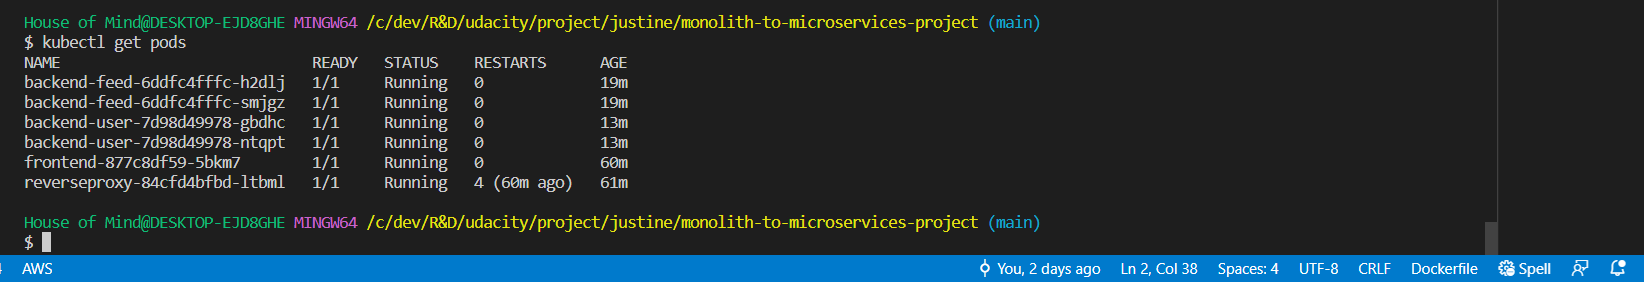 House of Mind@DESKTOP-EJD8GHE MINGW64 /c/dev/R&D/udacity/project/justine/monolith-to-microservices-project (main)
$ kubectl get pods
NAME READY STATUS RESTARTS AGE
backend-feed-6ddfc4fffc-h2dlj 1/1 Running 0 19m
backend-feed-6ddfc4fffc-smjgz 1/1 Running 0 19m
backend-user-7d98d49978-gbdhc 1/1 Running 0 13m
backend-user-7d98d49978-ntqpt 1/1 Running 0 13m
frontend-877c8df59-5bkm7 1/1 Running 0 60m
reverseproxy-84cfd4bfbd-ltbml 1/1 Running 4 (60m ago) 61m
House of Mind@DESKTOP-EJD8GHE MINGW64 /c/dev/R&D/udacity/project/justine/monolith-to-microservices-project (main)
$
AWS You, 2 days ago Ln 2, Col 38 Spaces: 4 UTF-8 CRLF Dockerfile Spell